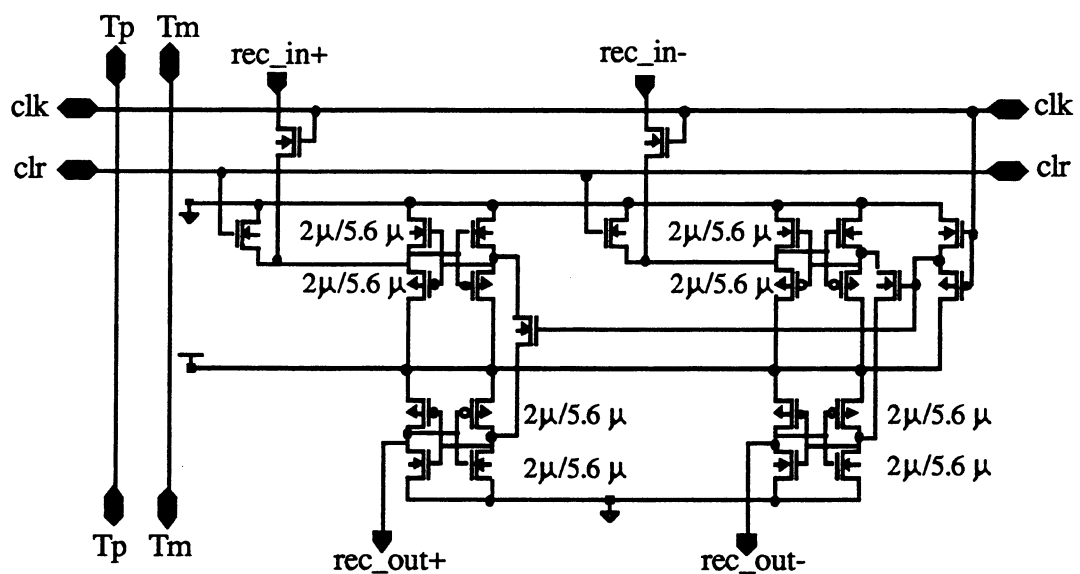 Tp Tm
rec_in+ rec_in-
clk clk
clr clr
2μ/5.6 μ 2μ/5.6 μ
2μ/5.6 μ 2μ/5.6 μ
2μ/5.6 μ 2μ/5.6 μ
2μ/5.6 μ 2μ/5.6 μ
Tp Tm rec_out+ rec_out-